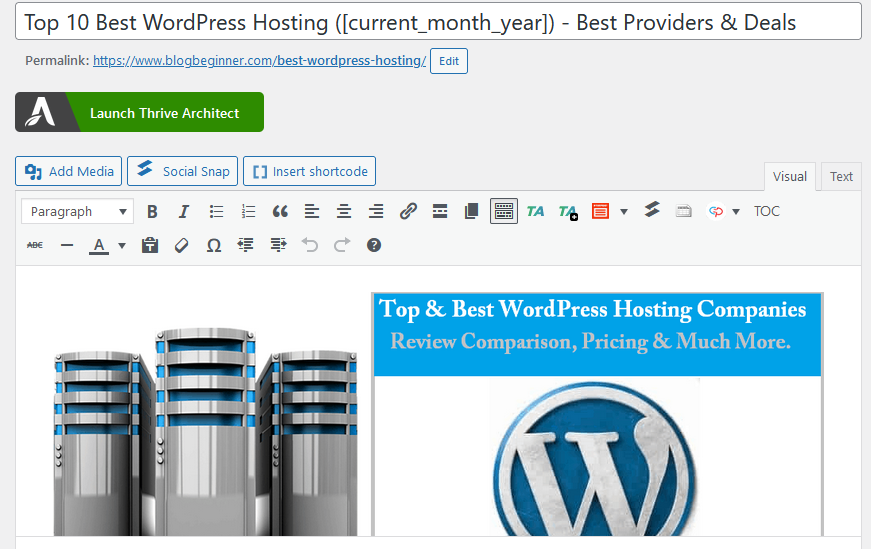 Top 10 Best WordPress Hosting ([current_month_year]) - Best Providers & Deals
Permalink: https://www.blogbeginner.com/best-wordpress-hosting/ Edit
Launch Thrive Architect
Add Media Social Snap Insert shortcode
Visual Text
Paragraph TA TA TOC
ABC A
Top & Best WordPress Hosting Companies
Review Comparison, Pricing & Much More.